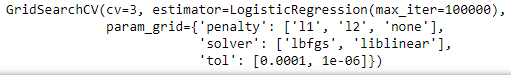 GridSearchCV(cv=3, estimator=LogisticRegression(max_iter=100000),
param_grid={'penalty': ['l1', 'l2', 'none'],
'solver': ['lbfgs', 'liblinear'],
'tol': [0.0001, 1e-06]})